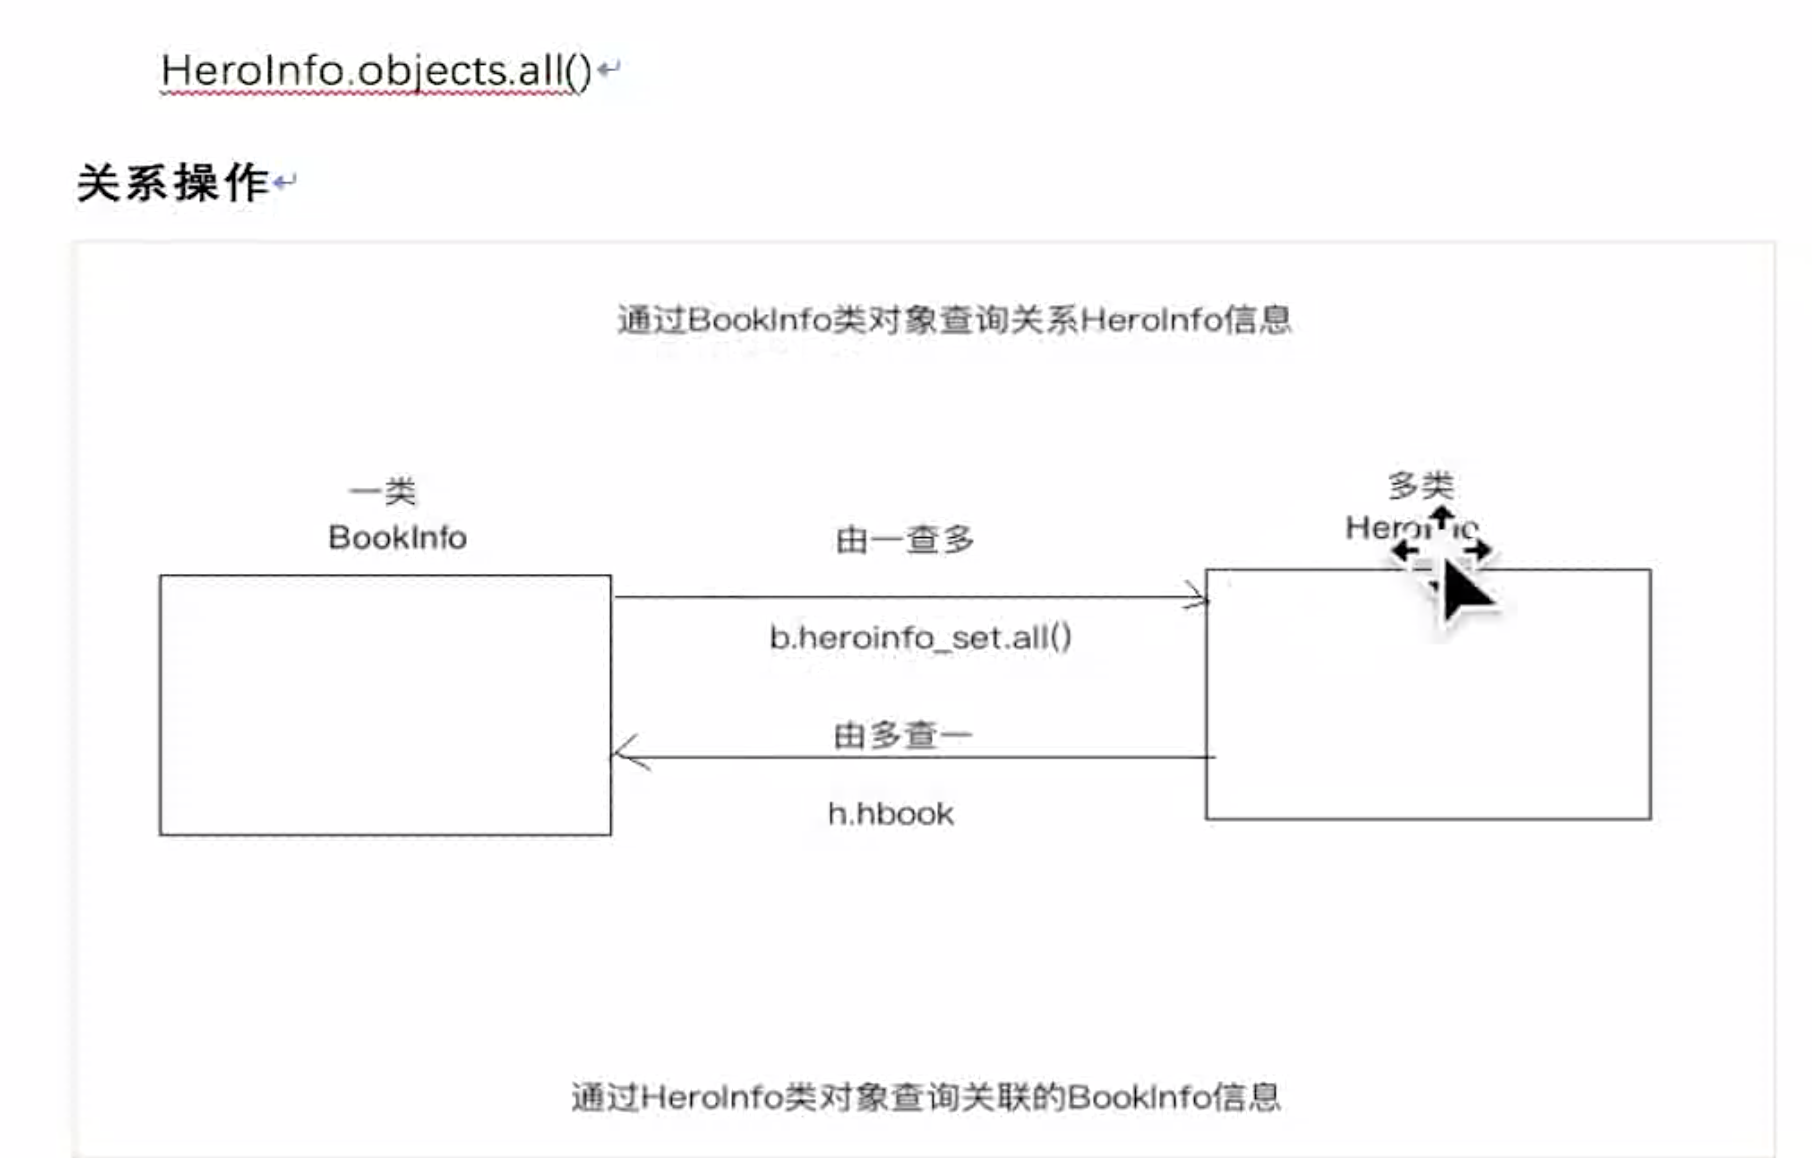 HeroInfo.objects.all()
关系操作
通过BookInfo类对象查询关系HeroInfo信息
一类
BookInfo
多类
由一查多
b.heroinfo_set.all()
由多查一
h.hbook
通过HeroInfo类对象查询关联的BookInfo信息